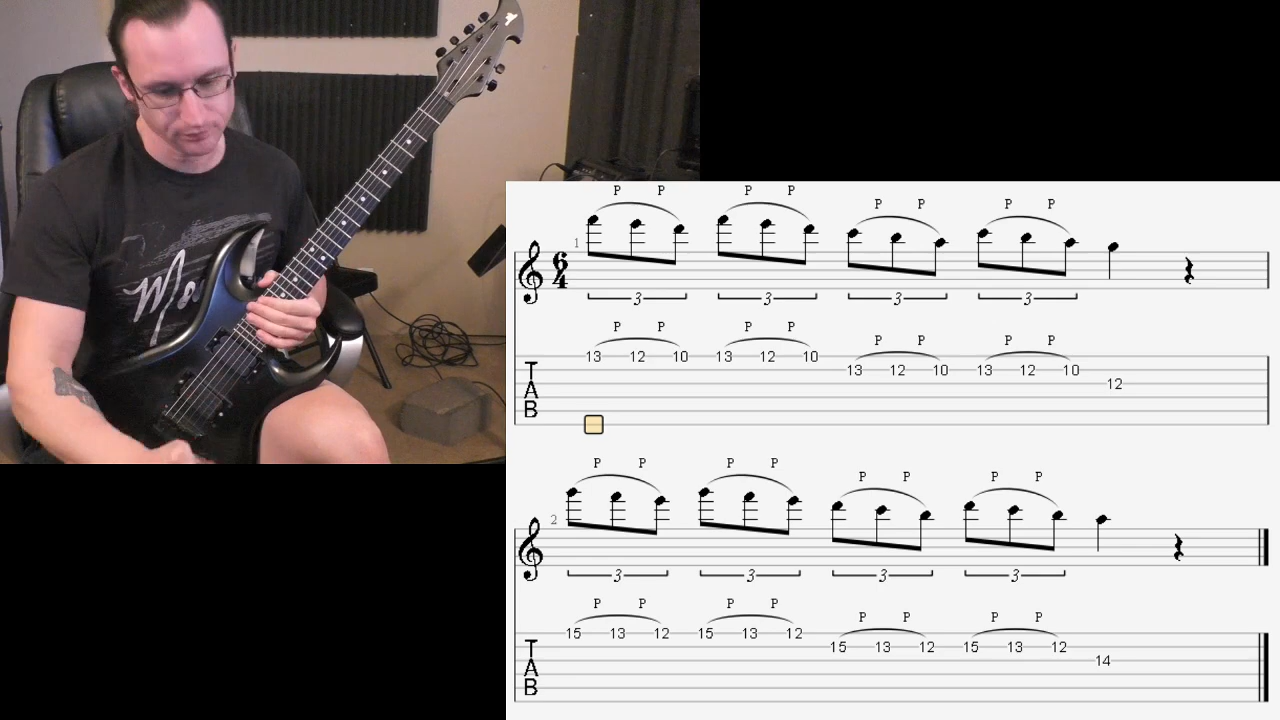 P P P P P P P P
1
6
4
3 3 3 3
P P P P P P P P
13 12 10 13 12 10
T 13 12 10 13 12 10
A 12
B
P P P P P P P P
2
3 3 3 3
P P P P P P P P
15 13 12 15 13 12
T 15 13 12 15 13 12
A 14
B